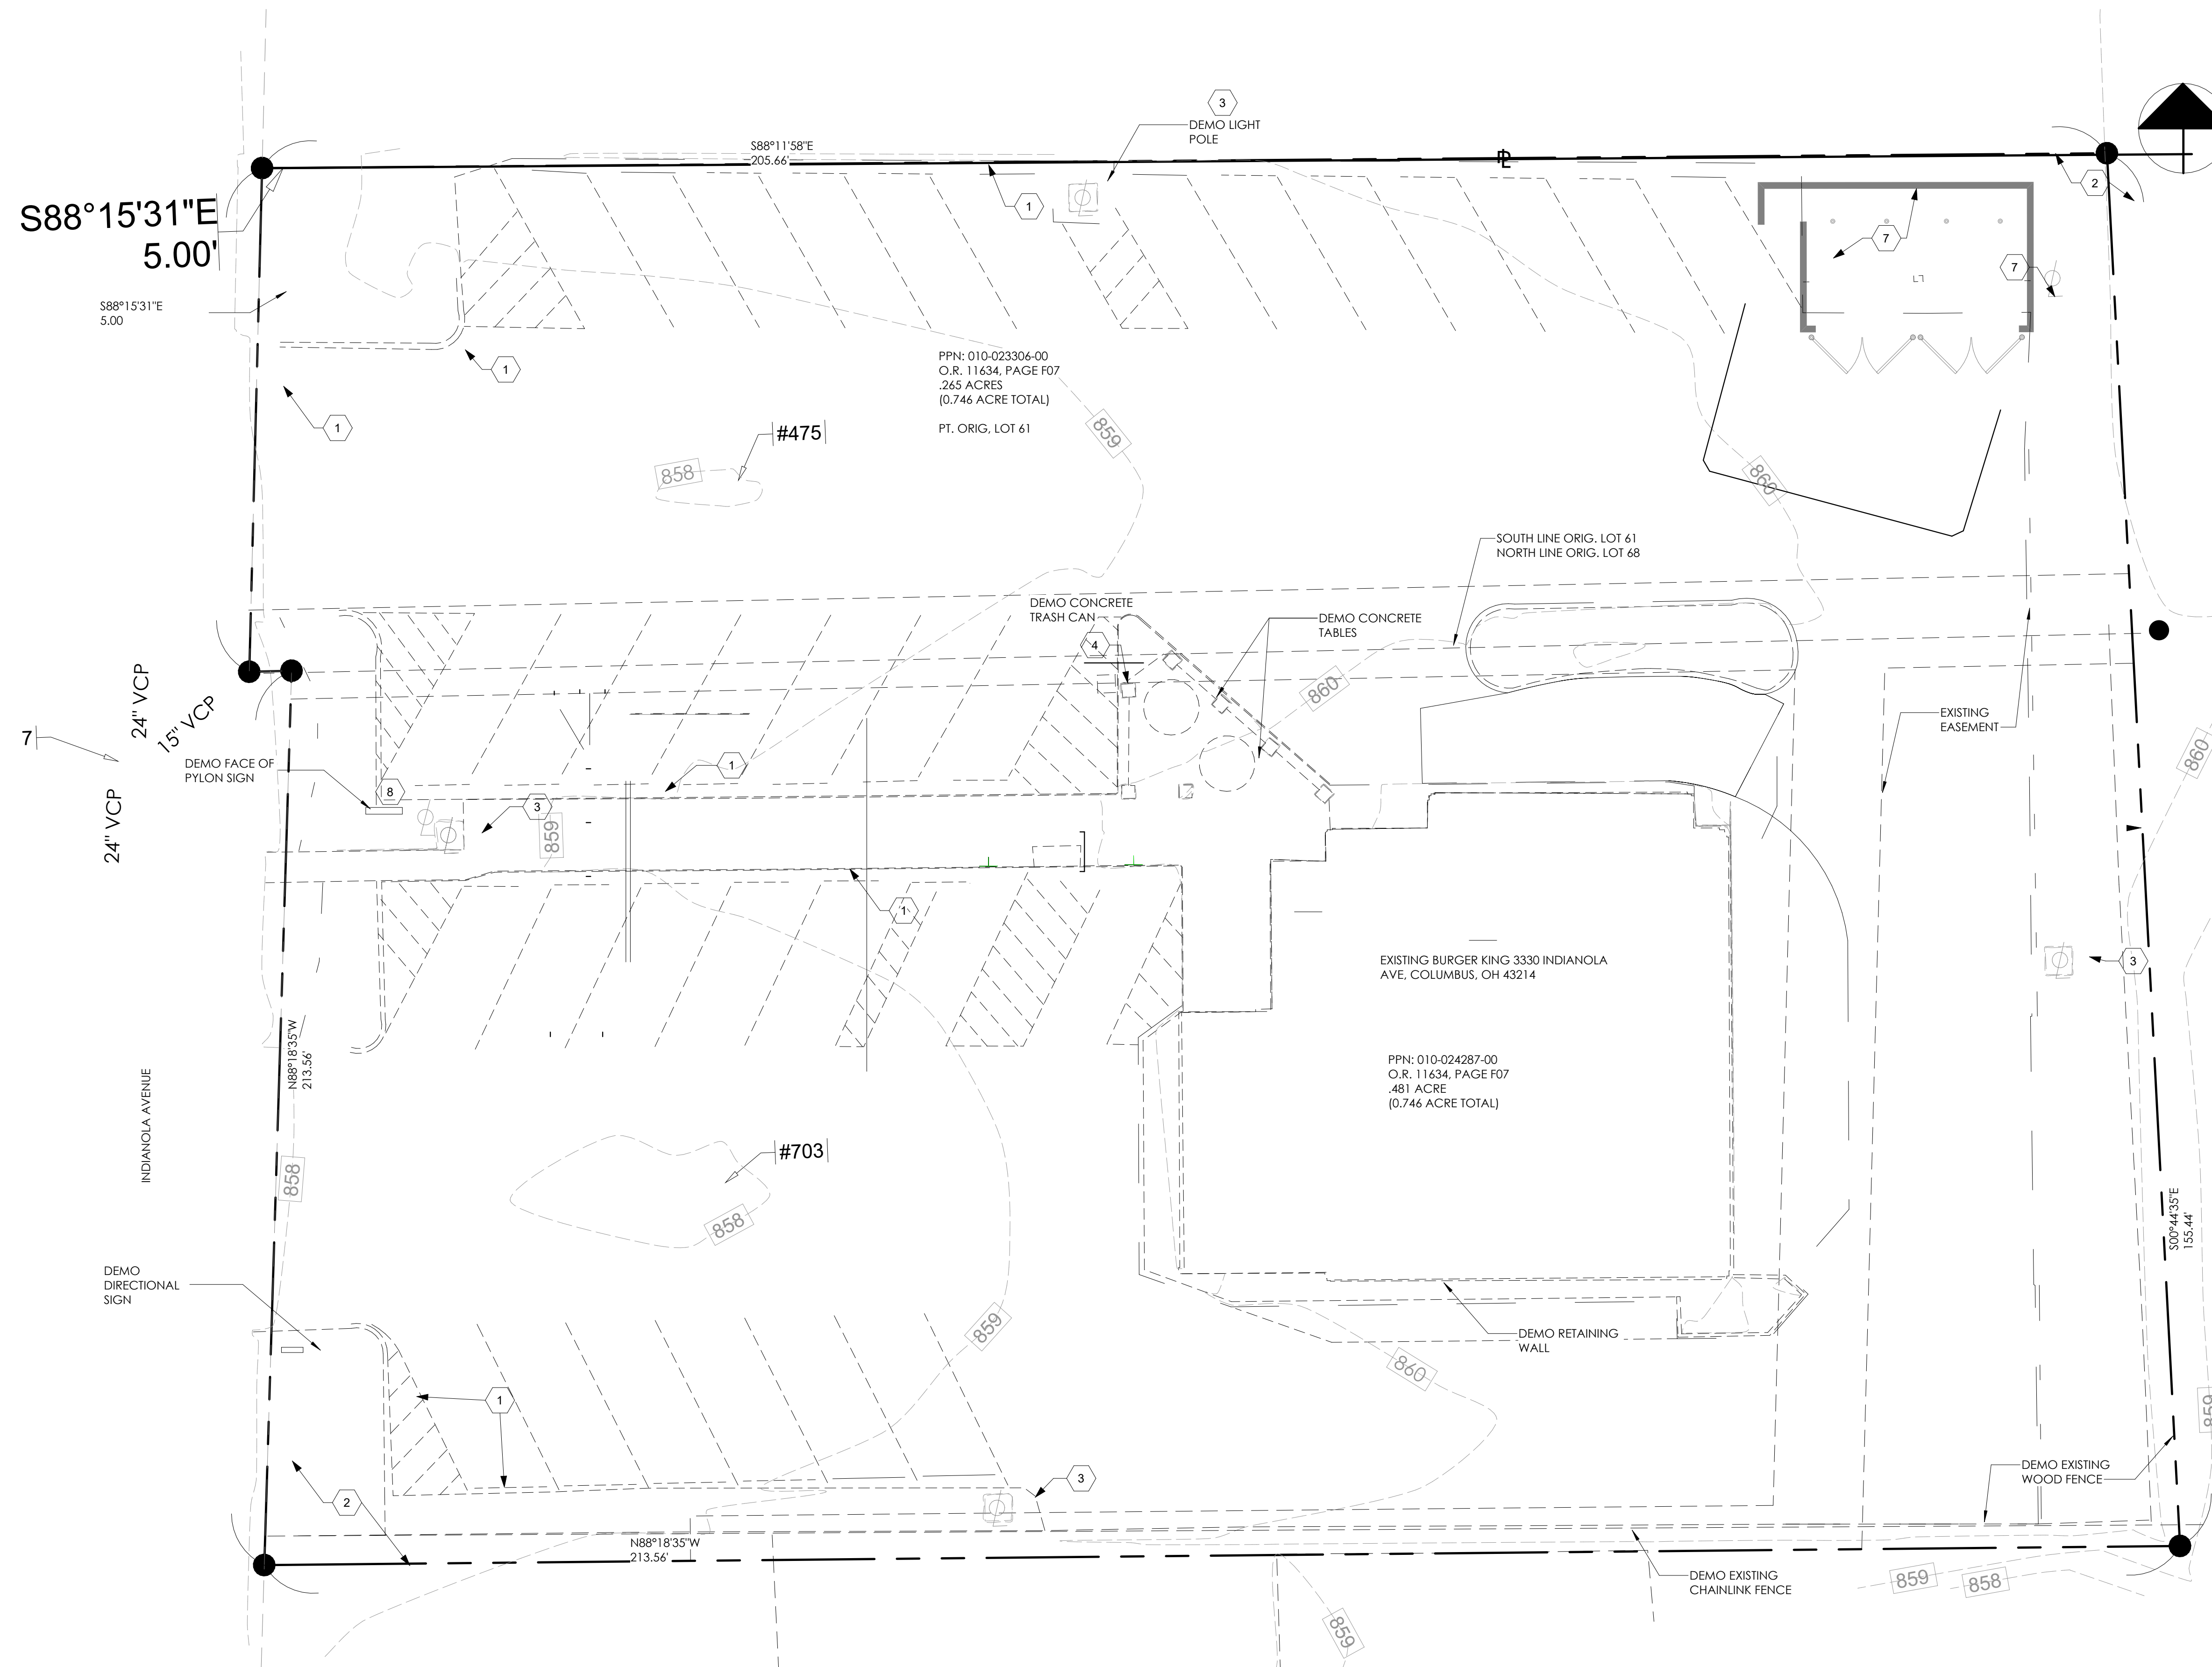 3
DEMO LIGHT
POLE
S88°11'58"E
205.66'
PL
2
S88°15'31"E
5.00'
1
7
7
S88º15'31"E
5.00
1
1
PPN: 010-023306-00
O.R. 11634, PAGE F07
.265 ACRES
(0.746 ACRE TOTAL)
PT. ORIG, LOT 61
#475
858
859
860
SOUTH LINE ORIG. LOT 61
NORTH LINE ORIG. LOT 68
DEMO CONCRETE
TRASH CAN
4
DEMO CONCRETE
TABLES
860
EXISTING
EASEMENT
860
24" VCP
15" VCP
7
24" VCP
DEMO FACE OF
PYLON SIGN
8
1
3
859
1
3
EXISTING BURGER KING 3330 INDIANOLA
AVE, COLUMBUS, OH 43214
N88°18'35"W
213.56'
INDIANOLA AVENUE
PPN: 010-024287-00
O.R. 11634, PAGE F07
.481 ACRE
(0.746 ACRE TOTAL)
#703
858
858
S00°44'35"E
155.44'
DEMO
DIRECTIONAL
SIGN
859
DEMO RETAINING
WALL
860
859
1
2
3
DEMO EXISTING
WOOD FENCE
N88°18'35"W
213.56'
DEMO EXISTING
CHAINLINK FENCE
859
858
859